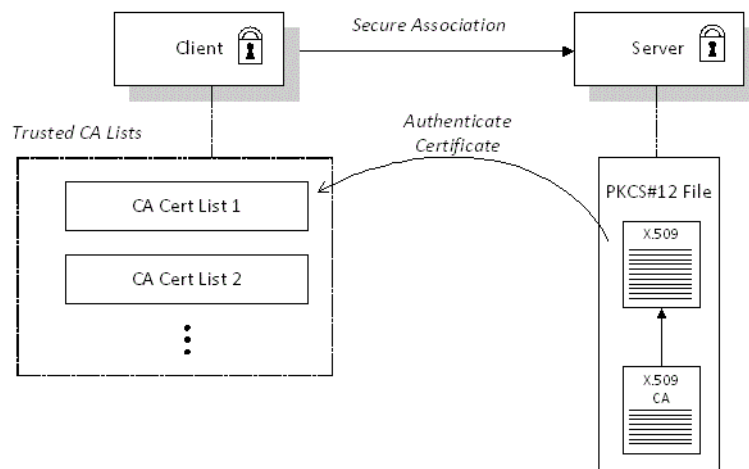 Secure Association
Client
Server
Trusted CA Lists
Authenticate
Certificate
CA Cert List 1
PKCS#12 File
X.509
CA Cert List 2
X.509
CA